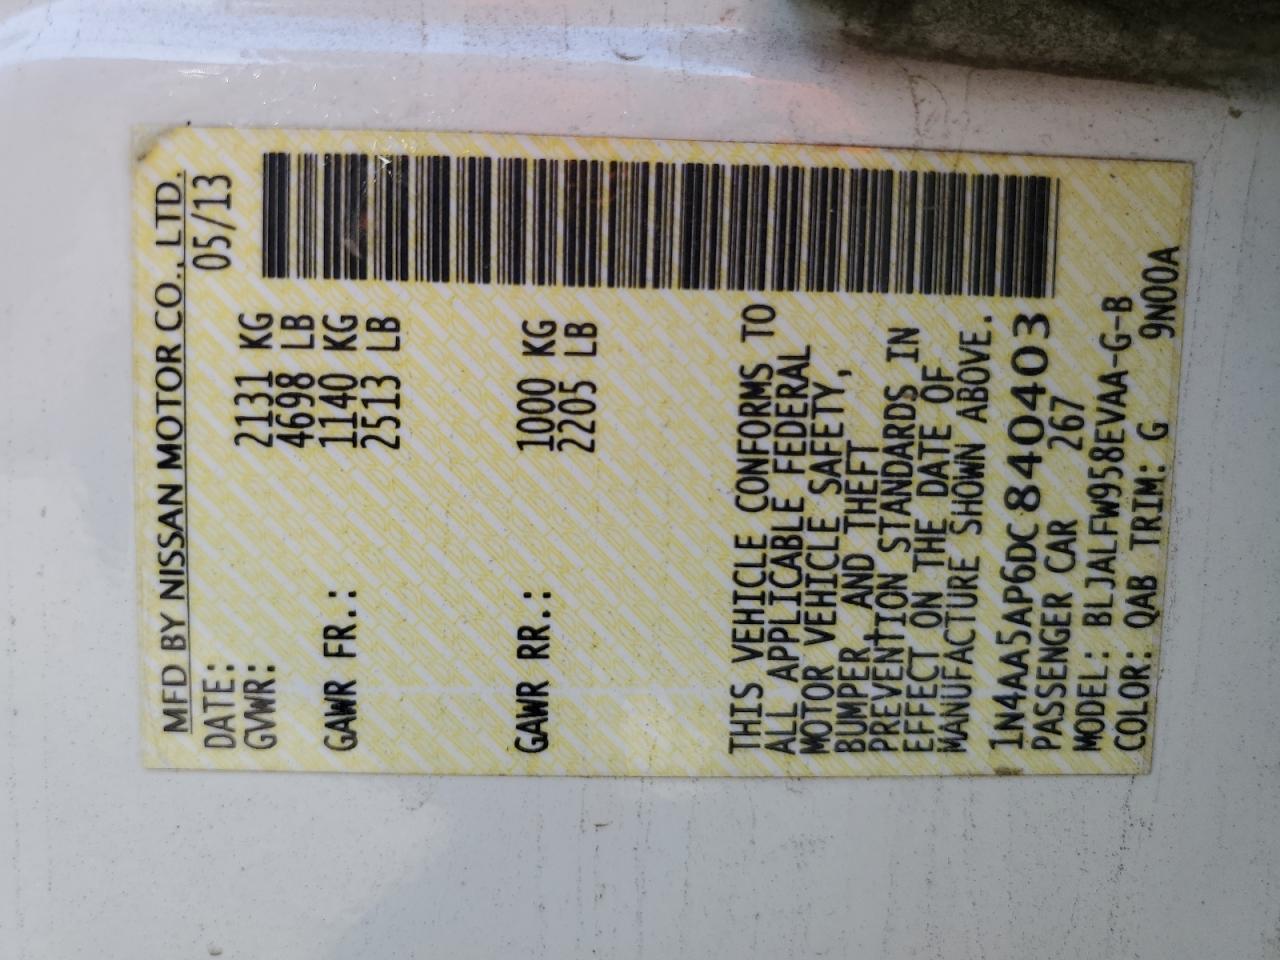 MFD BY NISSAN MOTOR CO., LTD.
DATE: 05/13
GVWR: 2131 KG
4698 LB
GAWR FR.: 1140 KG
2513 LB
GAWR RR.: 1000 KG
2205 LB
THIS VEHICLE CONFORMS TO
ALL APPLICABLE FEDERAL
MOTOR VEHICLE SAFETY,
BUMPER, AND THEFT
PREVENTION STANDARDS IN
EFFECT ON THE DATE OF
MANUFACTURE SHOWN ABOVE.
1N4AA5AP6DC840403
PASSENGER CAR 267
MODEL: BLJALFW958EVAA-G-B
COLOR: QAB TRIM: G 9N00A